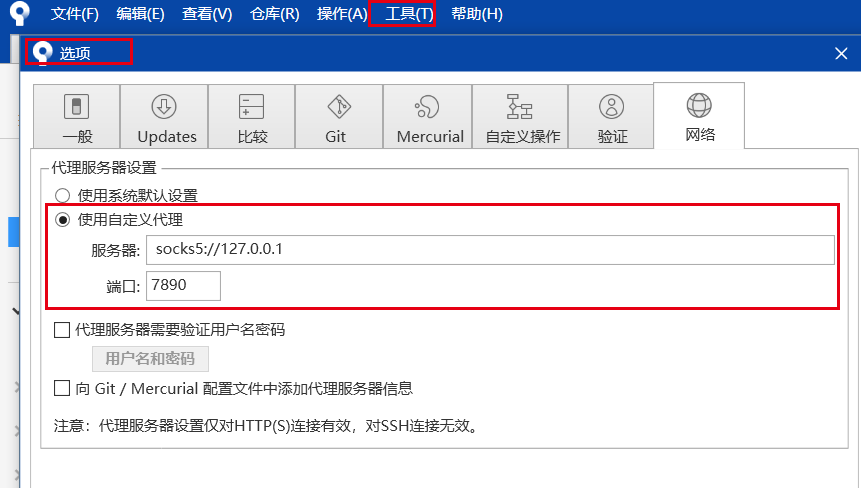 文件(F) 编辑(E) 查看(V) 仓库(R) 操作(A) 工具(T) 帮助(H)
选项
一般 Updates 比较 Git Mercurial 自定义操作 验证 网络
代理服务器设置
使用系统默认设置
使用自定义代理
服务器: socks5://127.0.0.1
端口: 7890
代理服务器需要验证用户名密码
用户名和密码
向 Git / Mercurial 配置文件中添加代理服务器信息
注意：代理服务器设置仅对HTTP(S)连接有效，对SSH连接无效。